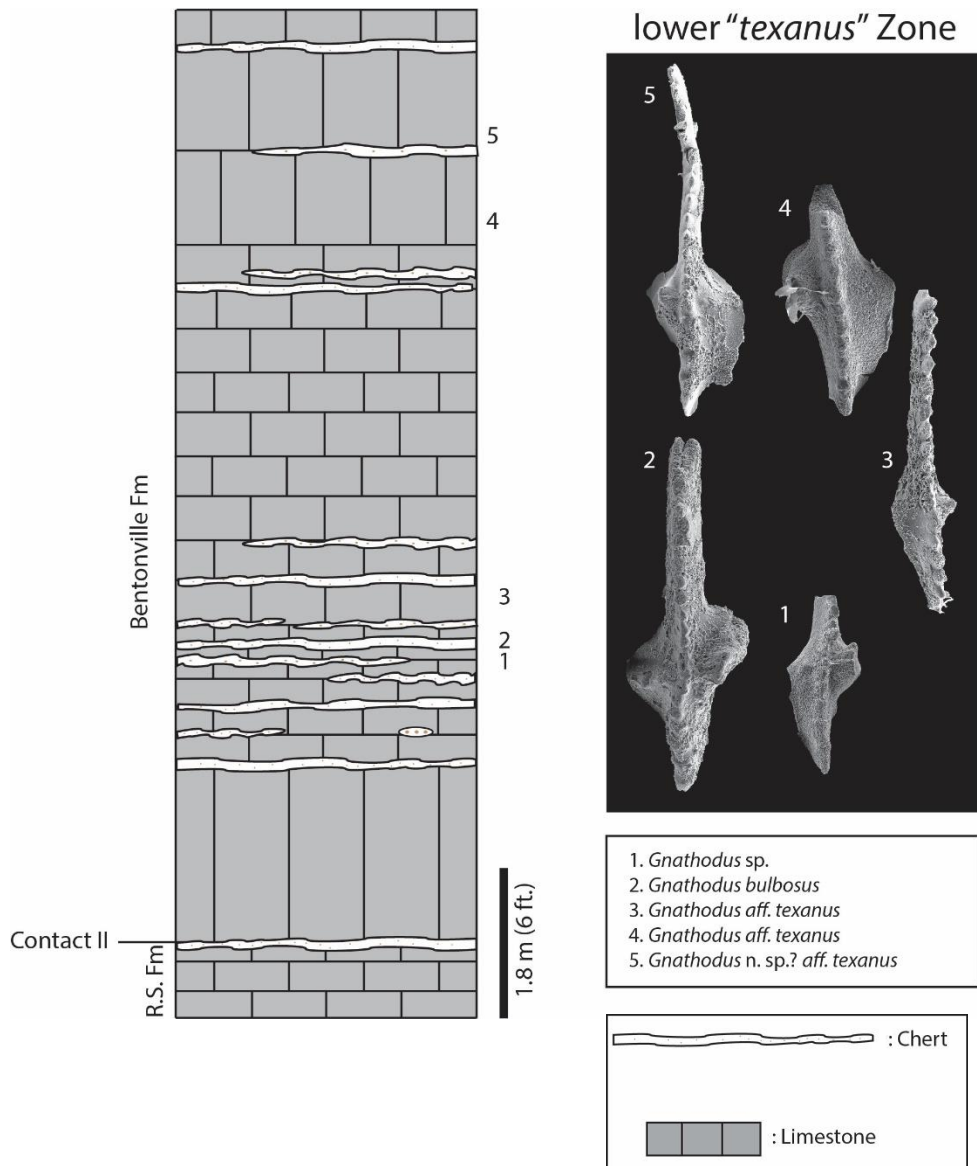 lower "texanus" Zone
5
4
3
2
1
Bentonville Fm
R.S. Fm
Contact II
1.8 m (6 ft.)
5
4
3
2
1
1. Gnathodus sp.
2. Gnathodus bulbosus
3. Gnathodus aff. texanus
4. Gnathodus aff. texanus
5. Gnathodus n. sp.? aff. texanus
: Chert
: Limestone